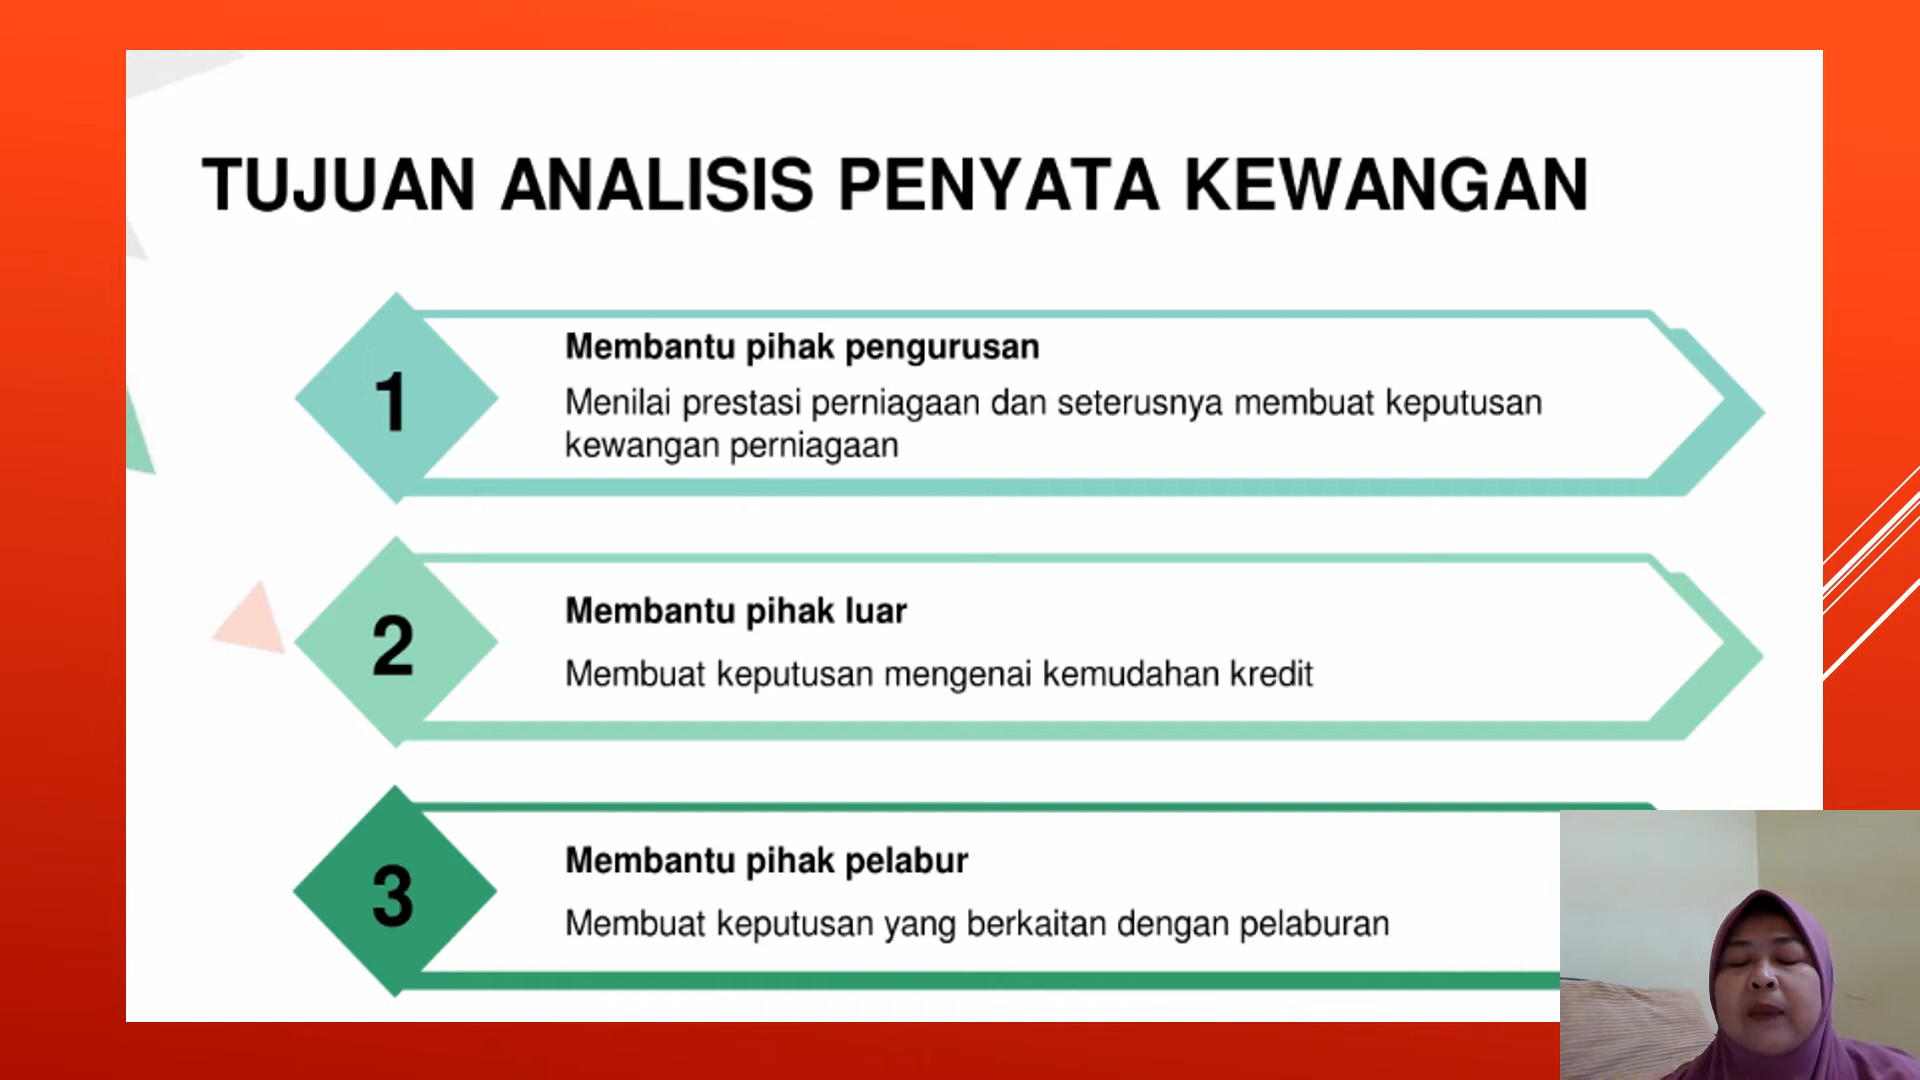 TUJUAN ANALISIS PENYATA KEWANGAN
1
Membantu pihak pengurusan
Menilai prestasi perniagaan dan seterusnya membuat keputusan
kewangan perniagaan
2
Membantu pihak luar
Membuat keputusan mengenai kemudahan kredit
3
Membantu pihak pelabur
Membuat keputusan yang berkaitan dengan pelaburan